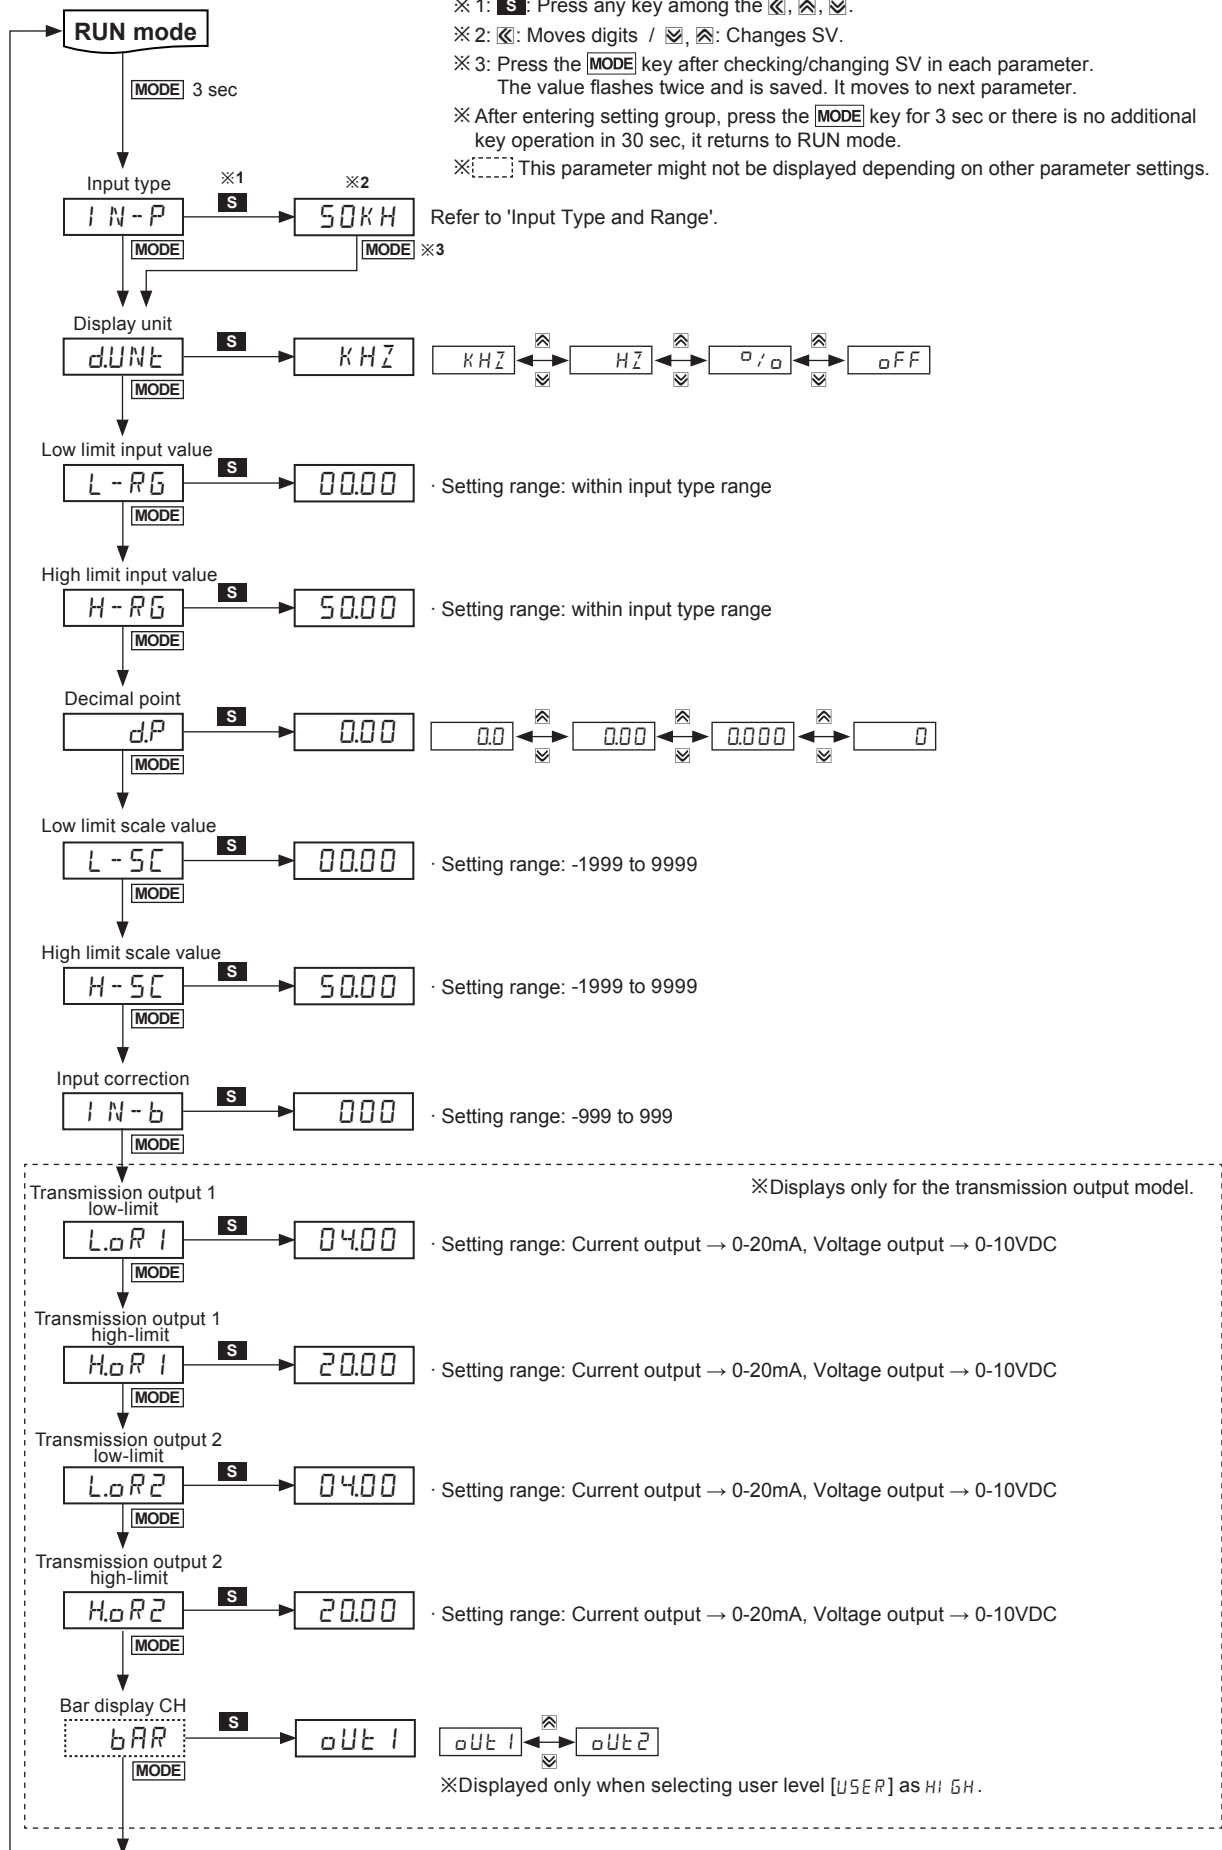 ※ 1: S : Press any key among the «, ︽, ︾.
RUN mode
※ 2: «: Moves digits / ︾, ︽: Changes SV.
※ 3: Press the MODE key after checking/changing SV in each parameter.
The value flashes twice and is saved. It moves to next parameter.
MODE 3 sec
※ After entering setting group, press the MODE key for 3 sec or there is no additional
key operation in 30 sec, it returns to RUN mode.
※ This parameter might not be displayed depending on other parameter settings.
Input type ※1 ※2
IN-P S 50KH Refer to 'Input Type and Range'.
MODE MODE ※3
Display unit
d.UNt S KHZ KHZ HZ o/o oFF
MODE
Low limit input value
L-RG S 00.00 · Setting range: within input type range
MODE
High limit input value
H-RG S 50.00 · Setting range: within input type range
MODE
Decimal point
d.P S 0.00 0.0 0.00 0.000 0
MODE
Low limit scale value
L-SC S 00.00 · Setting range: -1999 to 9999
MODE
High limit scale value
H-SC S 50.00 · Setting range: -1999 to 9999
MODE
Input correction
IN-b S 000 · Setting range: -999 to 999
MODE
※Displays only for the transmission output model.
Transmission output 1
low-limit
L.oR1 S 04.00 · Setting range: Current output → 0-20mA, Voltage output → 0-10VDC
MODE
Transmission output 1
high-limit
H.oR1 S 20.00 · Setting range: Current output → 0-20mA, Voltage output → 0-10VDC
MODE
Transmission output 2
low-limit
L.oR2 S 04.00 · Setting range: Current output → 0-20mA, Voltage output → 0-10VDC
MODE
Transmission output 2
high-limit
H.oR2 S 20.00 · Setting range: Current output → 0-20mA, Voltage output → 0-10VDC
MODE
Bar display CH
bAR S oUt1 oUt1 oUt2
MODE
※Displayed only when selecting user level [USER] as HIGH.